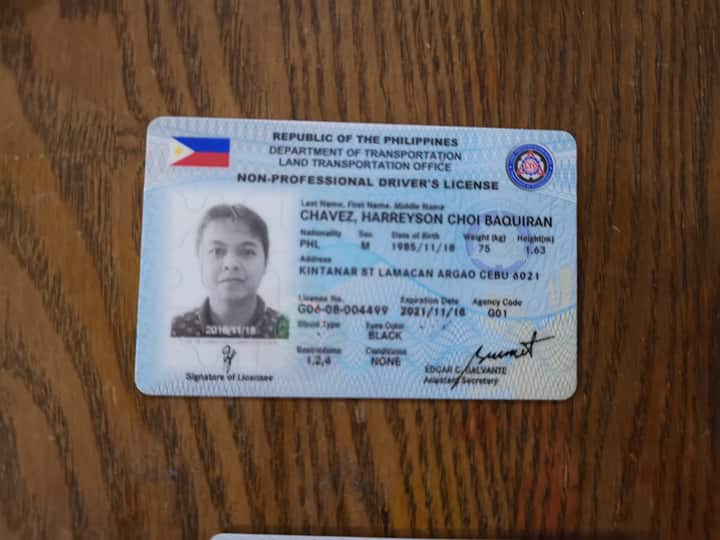 REPUBLIC OF THE PHILIPPINES
DEPARTMENT OF TRANSPORTATION
LAND TRANSPORTATION OFFICE
NON-PROFESSIONAL DRIVER'S LICENSE
Last Name, First Name, Middle Name
CHAVEZ, HARREYSON CHOI BAQUIRAN
Nationality Sex Date of Birth Weight (kg) Height(m)
PHL M 1985/11/18 75 1.63
Address
KINTANAR ST LAMACAN ARGAO CEBU 6021
License No. Expiration Date Agency Code
G06-08-004499 2021/11/18 G01
Blood Type Eyes Color
BLACK
Restrictions Conditions
1,2,4 NONE
2016/11/18
Signature of Licensee
EDGAR C. GALVANTE
Assistant Secretary